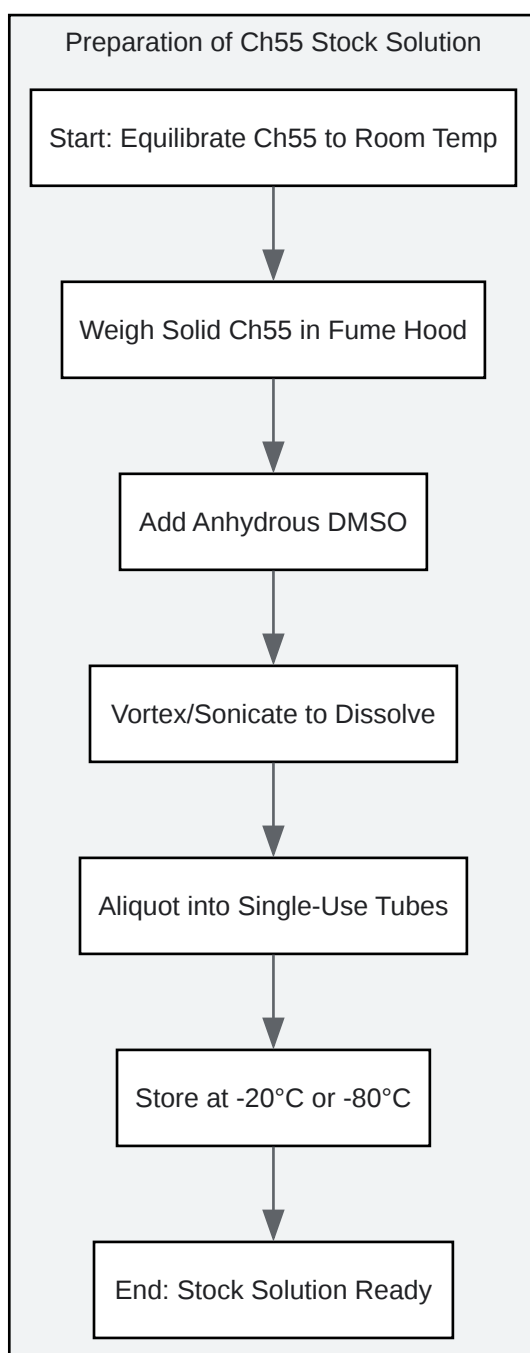 Preparation of Ch55 Stock Solution
Start: Equilibrate Ch55 to Room Temp
Weigh Solid Ch55 in Fume Hood
Add Anhydrous DMSO
Vortex/Sonicate to Dissolve
Aliquot into Single-Use Tubes
Store at -20°C or -80°C
End: Stock Solution Ready